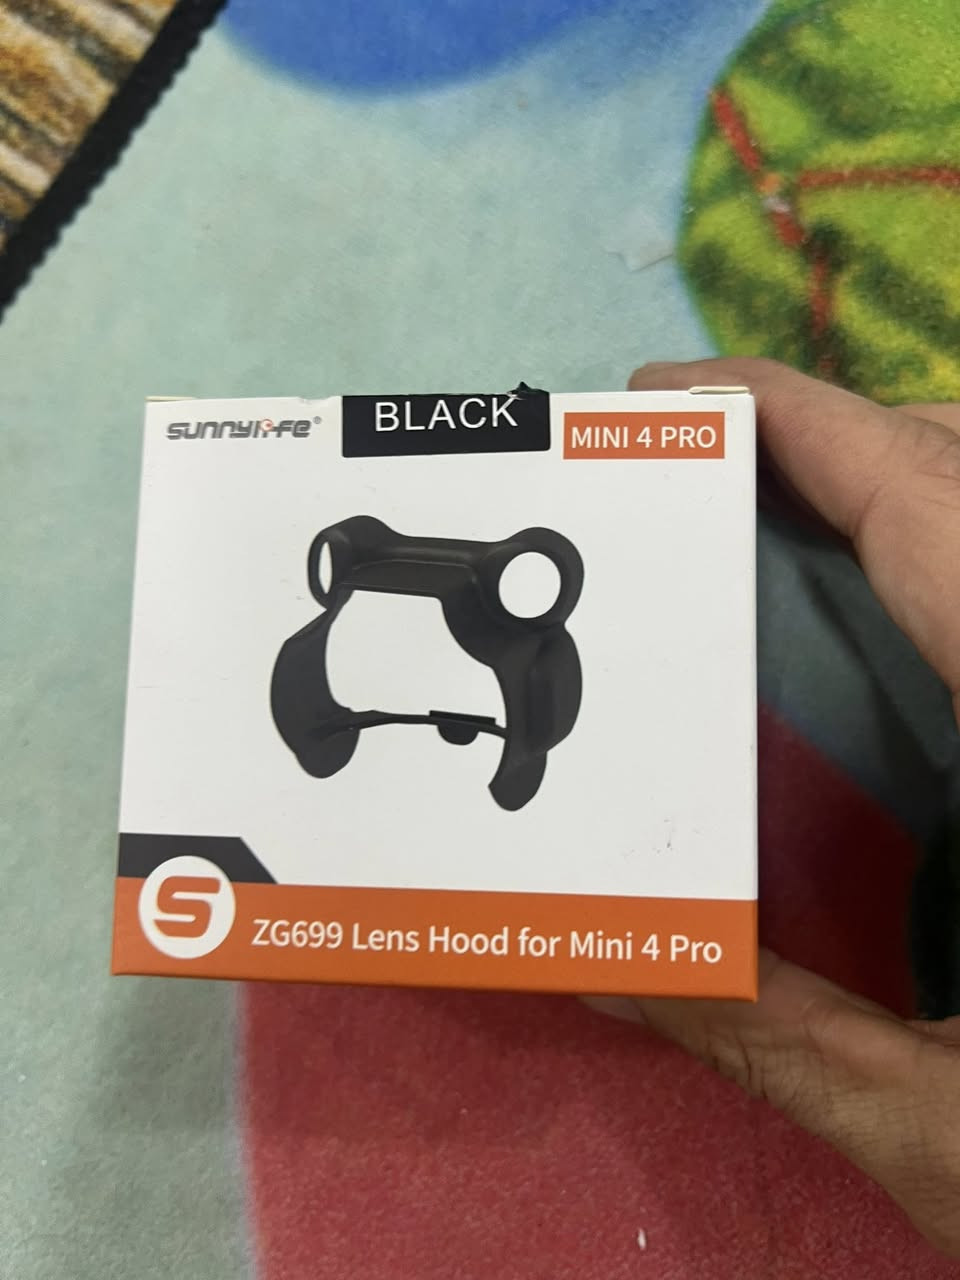 sunnylife®
BLACK
MINI 4 PRO
S
ZG699 Lens Hood for Mini 4 Pro